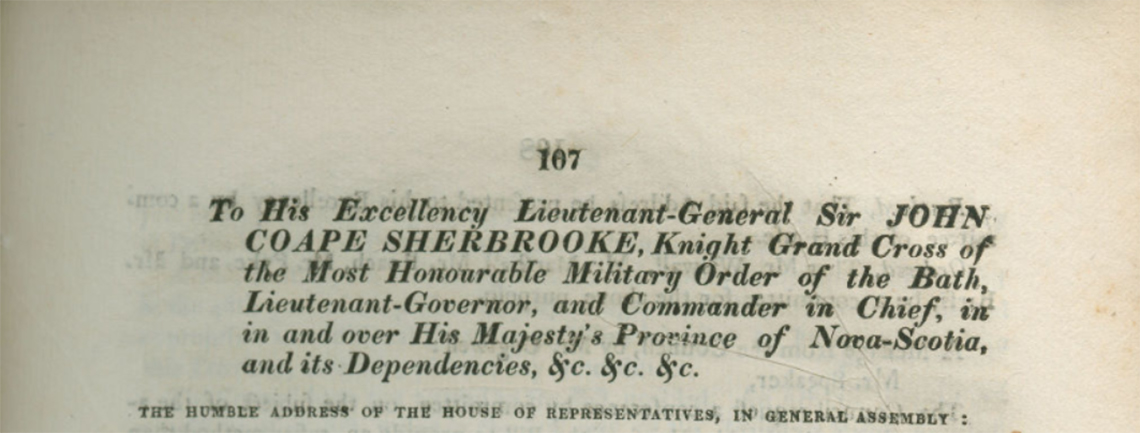 107
To His Excellency Lieutenant-General Sir JOHN
COAPE SHERBROOKE, Knight Grand Cross of
the Most Honourable Military Order of the Bath,
Lieutenant-Governor, and Commander in Chief, in
in and over His Majesty's Province of Nova-Scotia,
and its Dependencies, &c. &c. &c.
THE HUMBLE ADDRESS OF THE HOUSE OF REPRESENTATIVES, IN GENERAL ASSEMBLY :